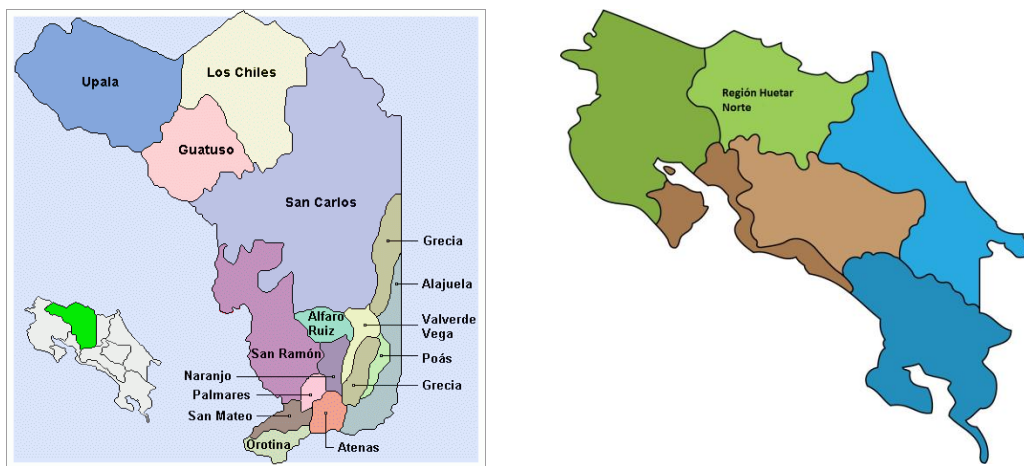 Upala
Los Chiles
Guatuso
San Carlos
Grecia
Alajuela
Alfaro
Ruiz
Valverde
Vega
San Ramón
Poás
Naranjo
Palmares
Grecia
San Mateo
Orotina
Atenas
Región Huetar
Norte